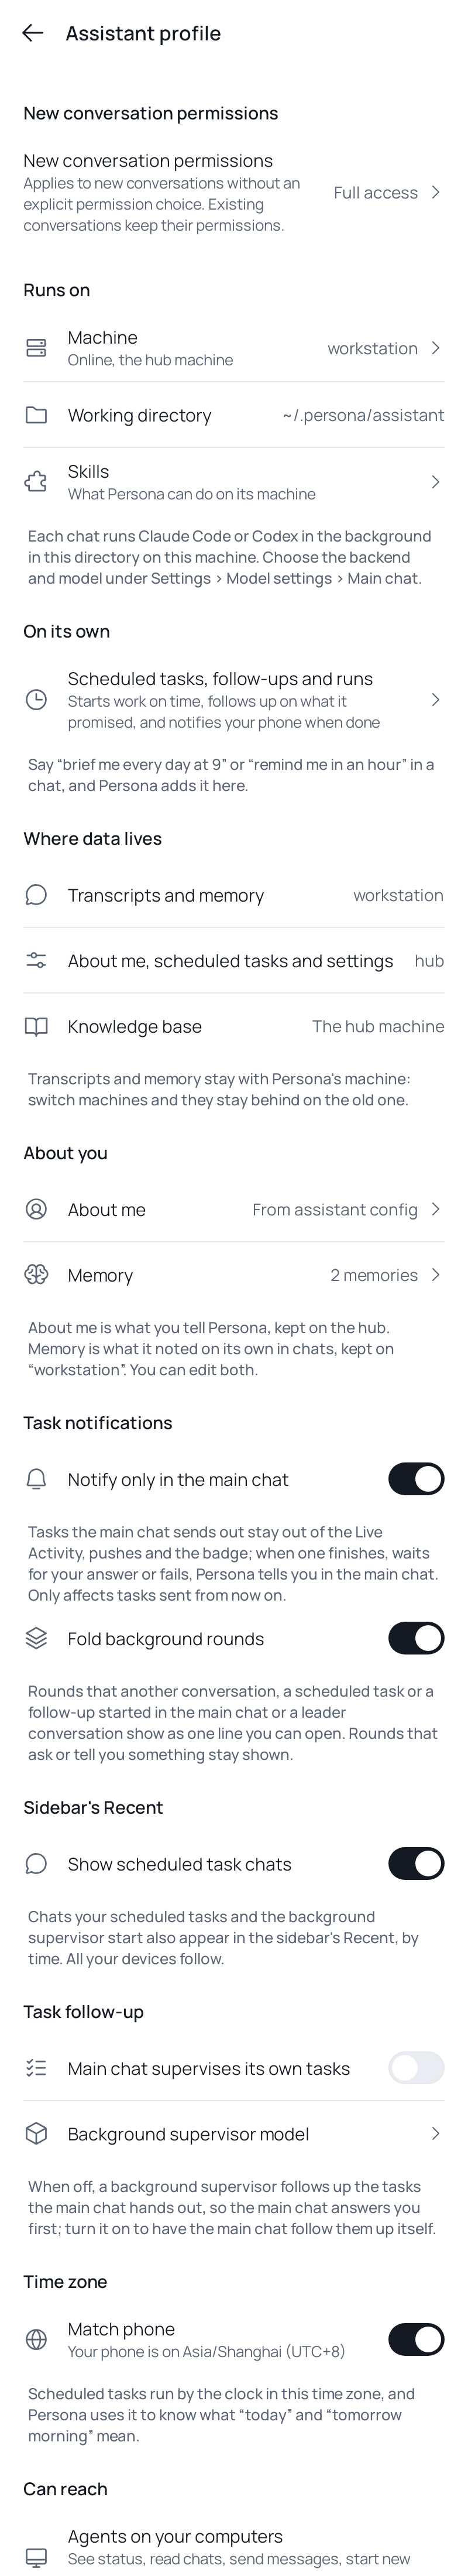 Assistant profile
New conversation permissions
New conversation permissions
Applies to new conversations without an
explicit permission choice. Existing
conversations keep their permissions.
Full access
Runs on
Machine
Online, the hub machine
workstation
Working directory
~/.persona/assistant
Skills
What Persona can do on its machine
Each chat runs Claude Code or Codex in the background
in this directory on this machine. Choose the backend
and model under Settings › Model settings › Main chat.
On its own
Scheduled tasks, follow-ups and runs
Starts work on time, follows up on what it
promised, and notifies your phone when done
Say “brief me every day at 9” or “remind me in an hour” in a
chat, and Persona adds it here.
Where data lives
Transcripts and memory
workstation
About me, scheduled tasks and settings
hub
Knowledge base
The hub machine
Transcripts and memory stay with Persona's machine:
switch machines and they stay behind on the old one.
About you
About me
From assistant config
Memory
2 memories
About me is what you tell Persona, kept on the hub.
Memory is what it noted on its own in chats, kept on
“workstation”. You can edit both.
Task notifications
Notify only in the main chat
Tasks the main chat sends out stay out of the Live
Activity, pushes and the badge; when one finishes, waits
for your answer or fails, Persona tells you in the main chat.
Only affects tasks sent from now on.
Fold background rounds
Rounds that another conversation, a scheduled task or a
follow-up started in the main chat or a leader
conversation show as one line you can open. Rounds that
ask or tell you something stay shown.
Sidebar's Recent
Show scheduled task chats
Chats your scheduled tasks and the background
supervisor start also appear in the sidebar's Recent, by
time. All your devices follow.
Task follow-up
Main chat supervises its own tasks
Background supervisor model
When off, a background supervisor follows up the tasks
the main chat hands out, so the main chat answers you
first; turn it on to have the main chat follow them up itself.
Time zone
Match phone
Your phone is on Asia/Shanghai (UTC+8)
Scheduled tasks run by the clock in this time zone, and
Persona uses it to know what “today” and “tomorrow
morning” mean.
Can reach
Agents on your computers
See status, read chats, send messages, start new